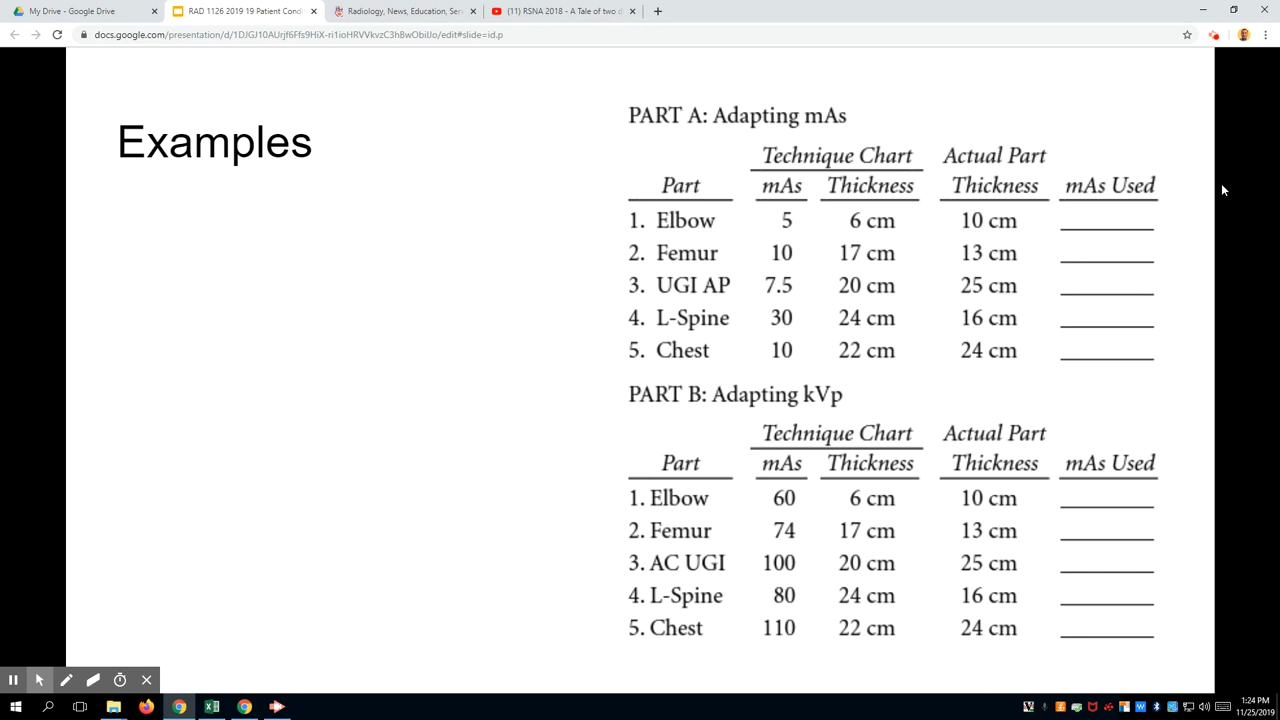 My Drive - Google Drive
RAD 1126 2019 19 Patient Cond
Radiology, News, Education, Ser
(11) RSNA 2018 - A Tale of two d
docs.google.com/presentation/d/1DJGJ10AUrjf6Ffs9HiX-ri1ioHRVVkvzC3hBwObiIJo/edit#slide=id.p
Examples
PART A: Adapting mAs
Technique Chart Actual Part
Part mAs Thickness Thickness mAs Used
1. Elbow 5 6 cm 10 cm
2. Femur 10 17 cm 13 cm
3. UGI AP 7.5 20 cm 25 cm
4. L-Spine 30 24 cm 16 cm
5. Chest 10 22 cm 24 cm
PART B: Adapting kVp
Technique Chart Actual Part
Part mAs Thickness Thickness mAs Used
1. Elbow 60 6 cm 10 cm
2. Femur 74 17 cm 13 cm
3. AC UGI 100 20 cm 25 cm
4. L-Spine 80 24 cm 16 cm
5. Chest 110 22 cm 24 cm
1:24 PM
11/25/2019